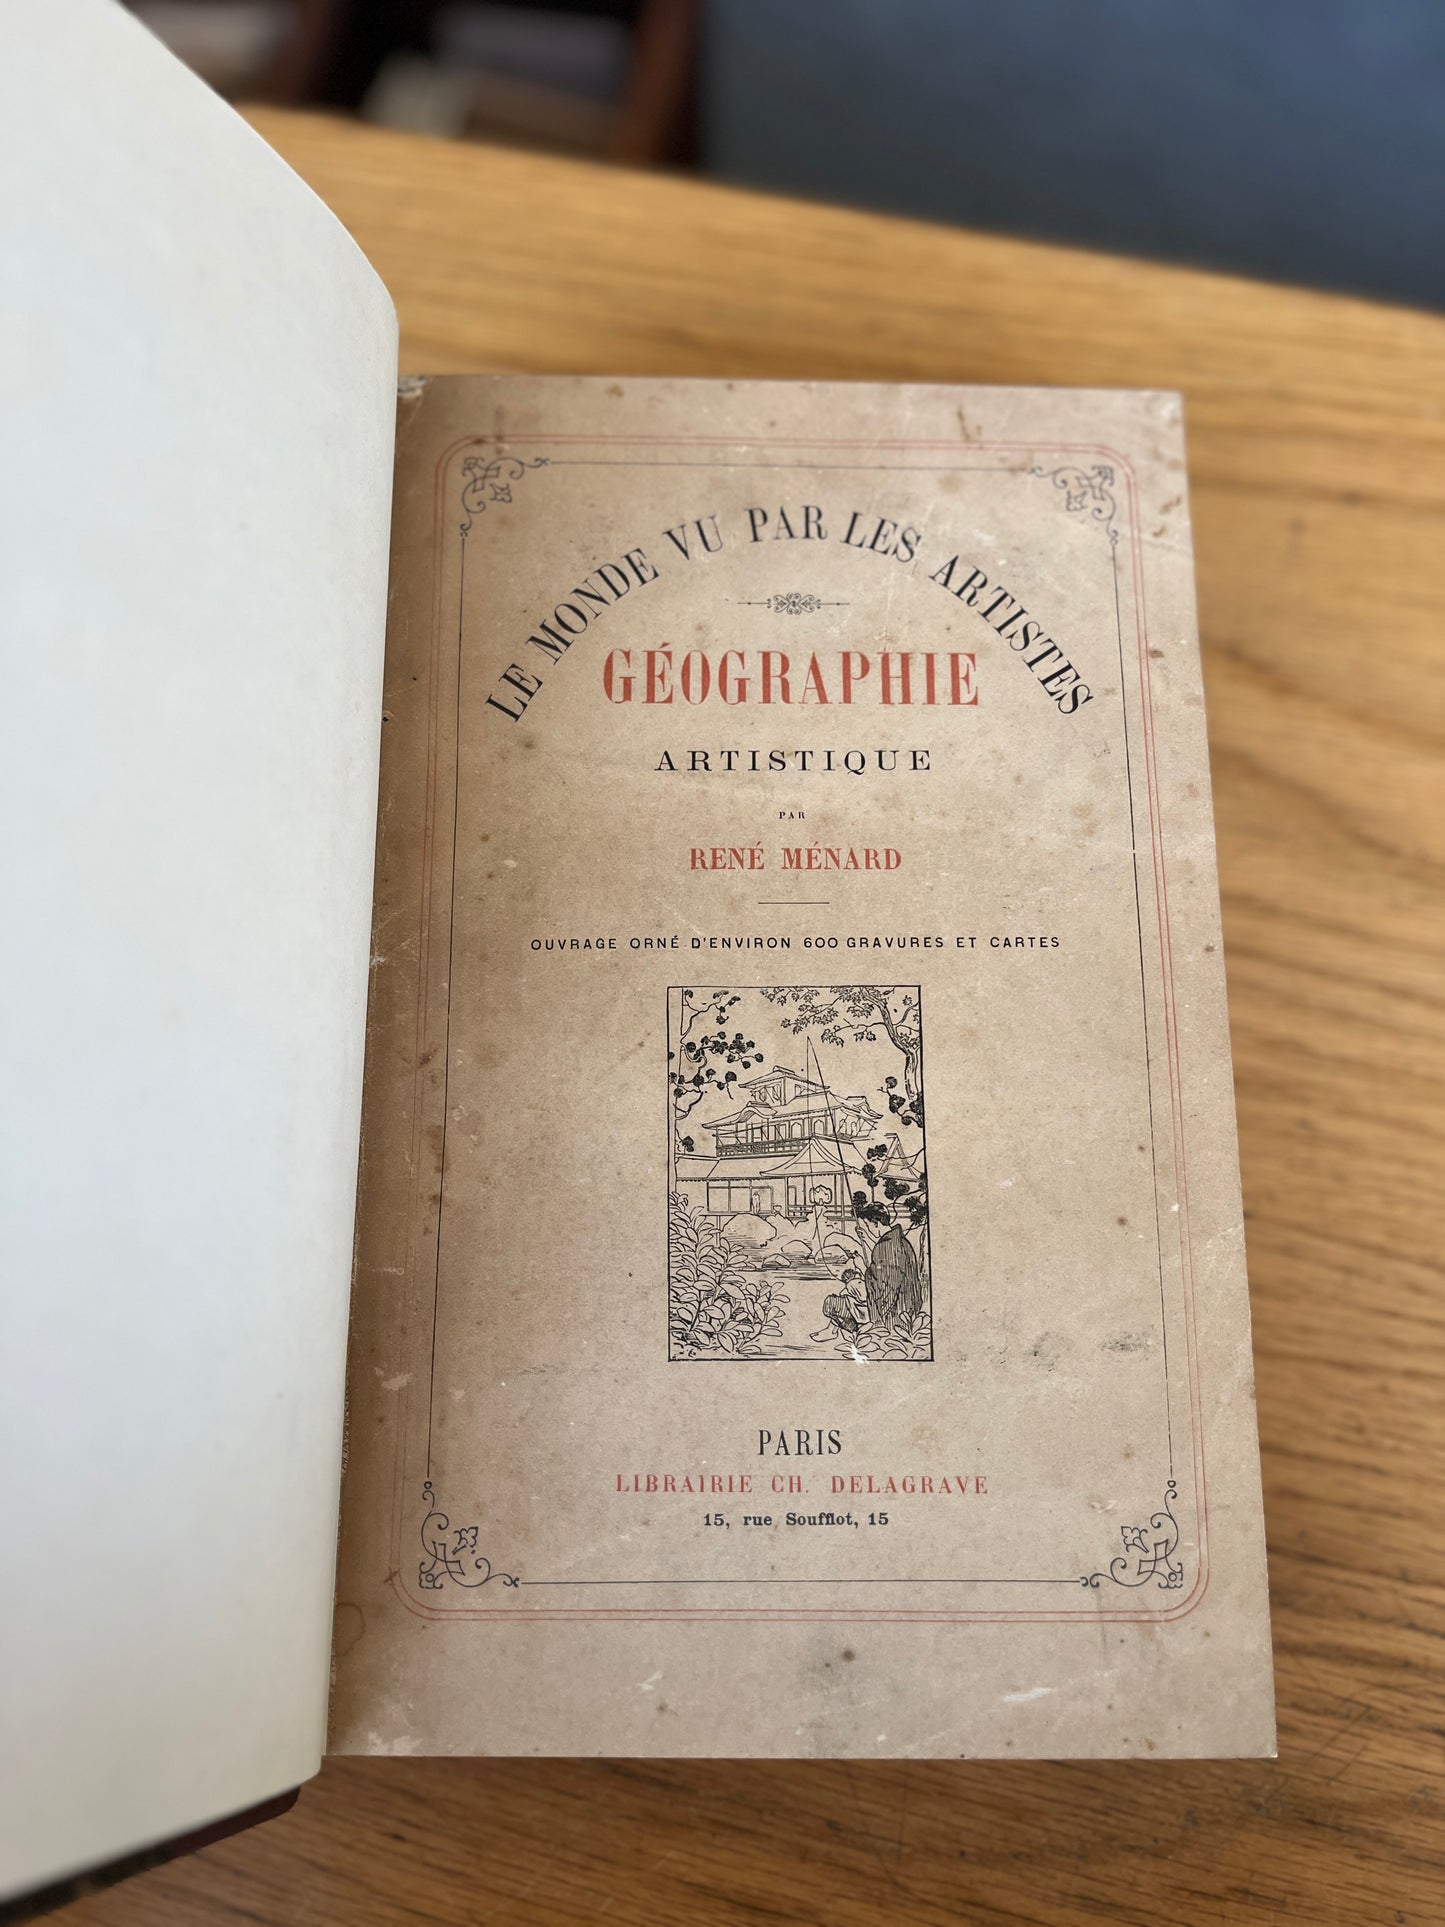 LE MONDE VU PAR LES ARTISTES
GÉOGRAPHIE
ARTISTIQUE
PAR
RENÉ MÉNARD
OUVRAGE ORNÉ D'ENVIRON 600 GRAVURES ET CARTES
PARIS
LIBRAIRIE CH. DELAGRAVE
15, rue Soufflot, 15